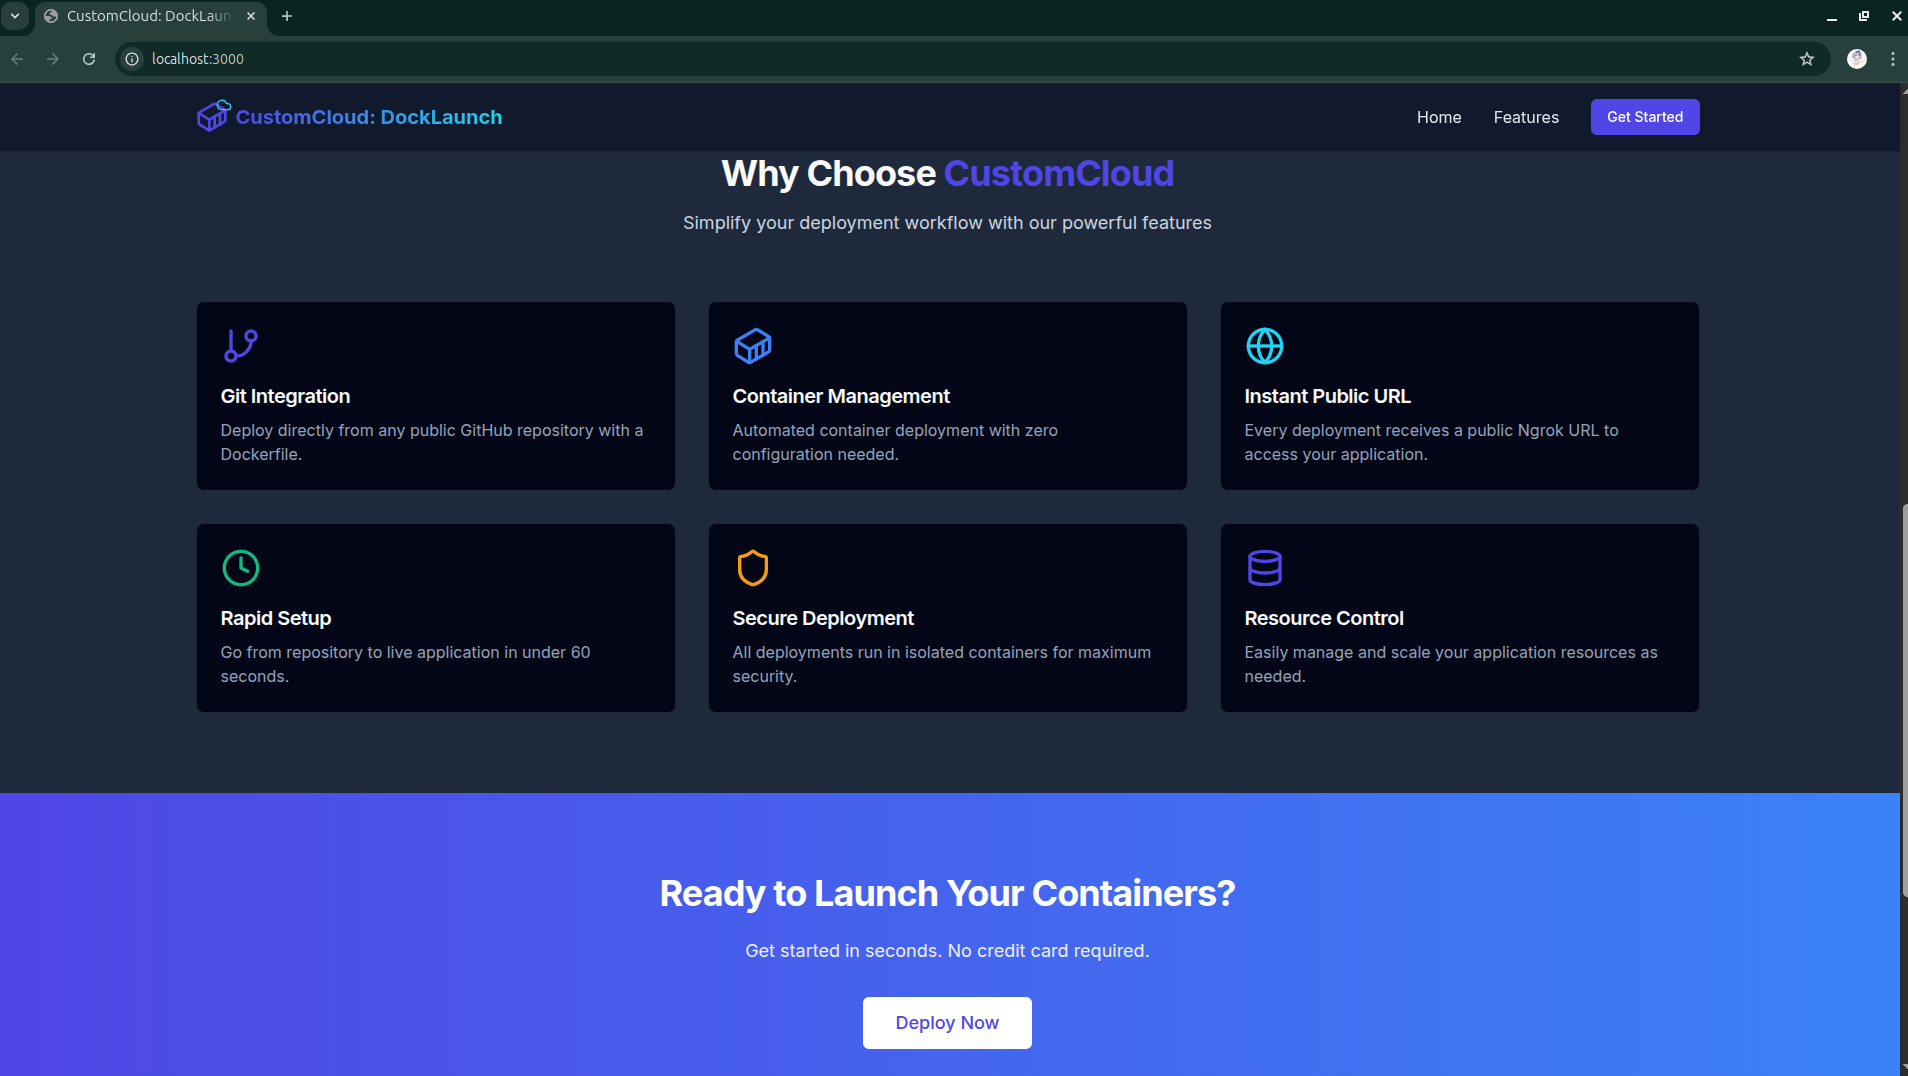 CustomCloud: DockLaun
localhost:3000
CustomCloud: DockLaunch
Home
Features
Get Started
Why Choose CustomCloud
Simplify your deployment workflow with our powerful features
Git Integration
Deploy directly from any public GitHub repository with a
Dockerfile.
Container Management
Automated container deployment with zero
configuration needed.
Instant Public URL
Every deployment receives a public Ngrok URL to
access your application.
Rapid Setup
Go from repository to live application in under 60
seconds.
Secure Deployment
All deployments run in isolated containers for maximum
security.
Resource Control
Easily manage and scale your application resources as
needed.
Ready to Launch Your Containers?
Get started in seconds. No credit card required.
Deploy Now